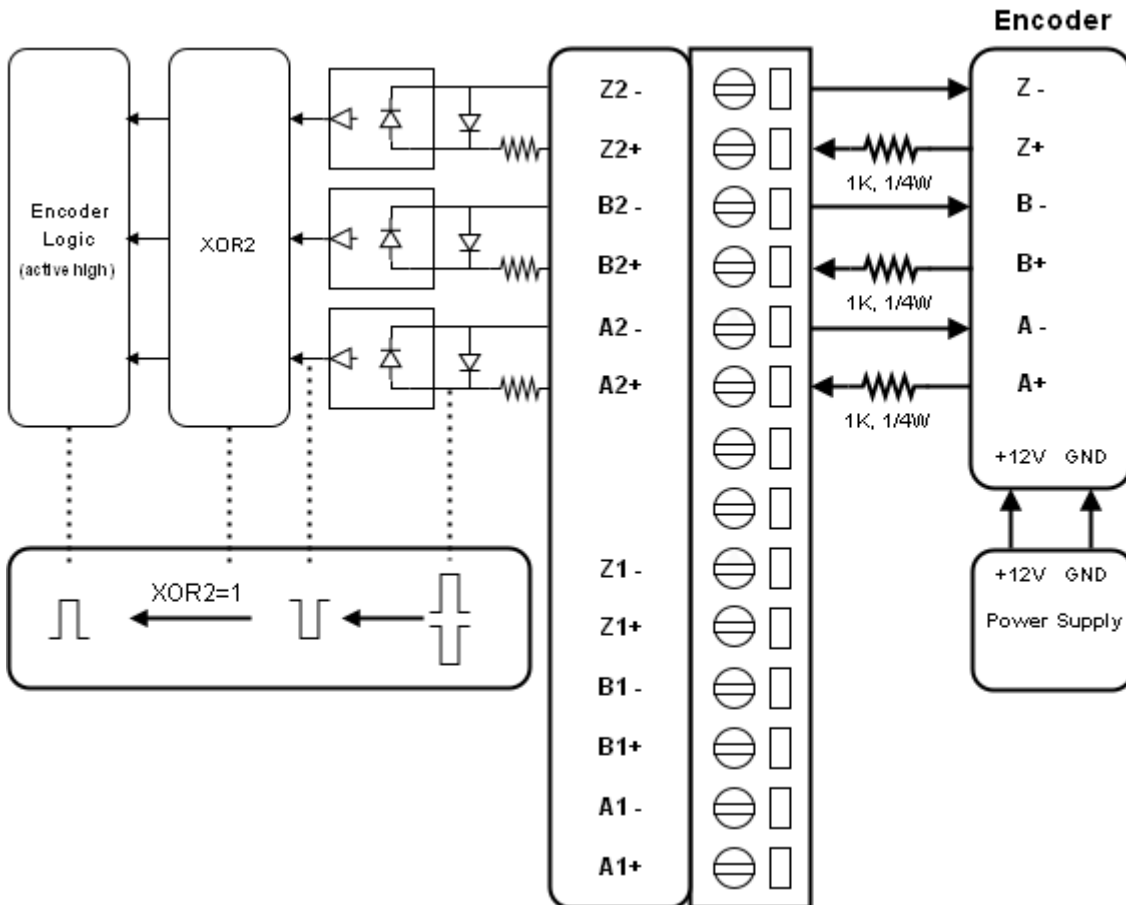 Encoder
Encoder
Logic
(active high)
XOR2
Z2 -
Z2+
B2 -
B2+
A2 -
A2+
Z1 -
Z1+
B1 -
B1+
A1 -
A1+
1K, 1/4W
1K, 1/4W
1K, 1/4W
Z -
Z+
B -
B+
A -
A+
+12V GND
+12V GND
Power Supply
XOR2=1